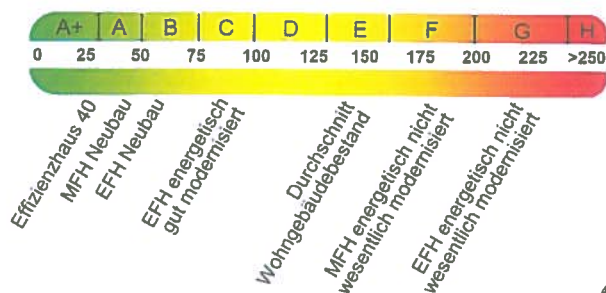 A+ A B C D E F G H
0 25 50 75 100 125 150 175 200 225 >250
Effizienzhaus 40
MFH Neubau
EFH Neubau
EFH energetisch
gut modernisiert
Durchschnitt
Wohngebäudebestand
MFH energetisch nicht
wesentlich modernisiert
EFH energetisch nicht
wesentlich modernisiert